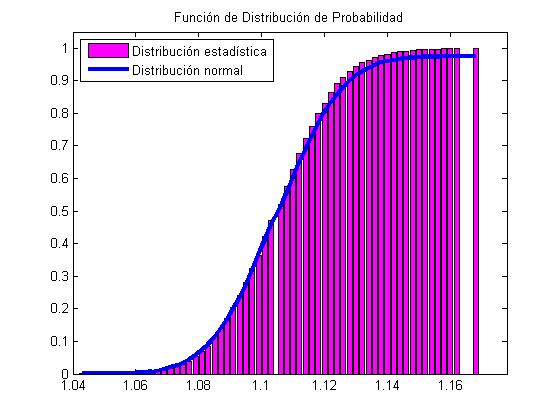 Función de Distribución de Probabilidad
Distribución estadística
Distribución normal
1
0.9
0.8
0.7
0.6
0.5
0.4
0.3
0.2
0.1
0
1.04 1.06 1.08 1.1 1.12 1.14 1.16